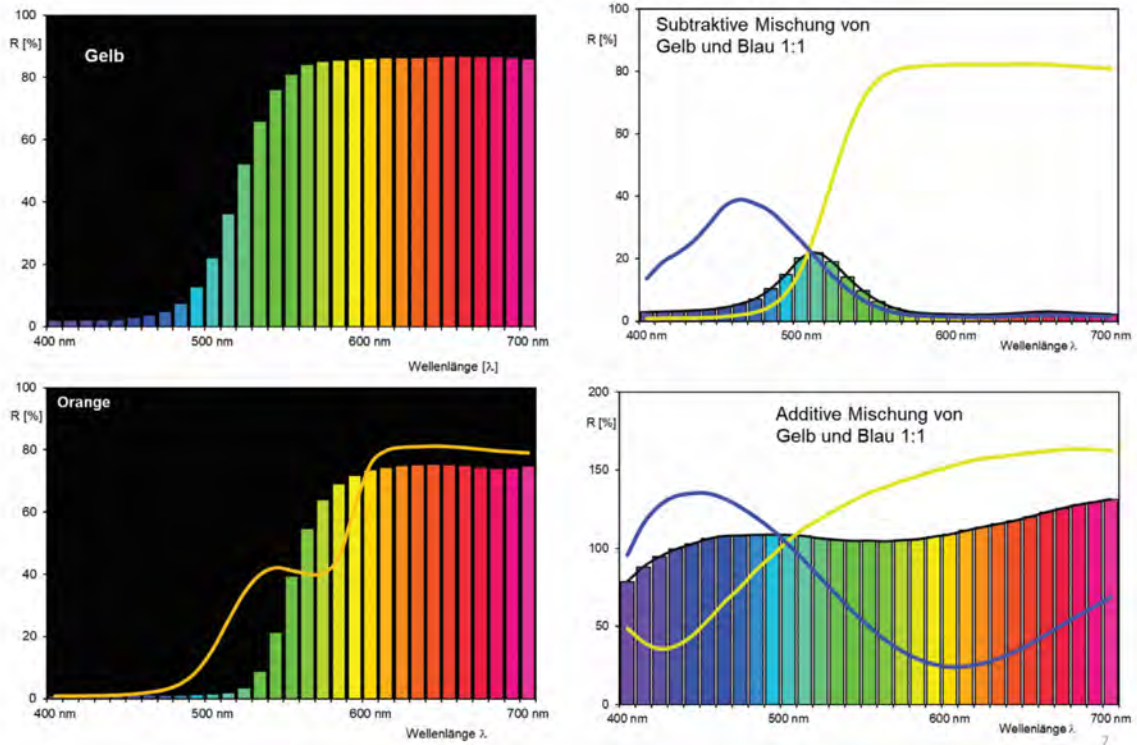 100
R [%]
Gelb
80
60
40
20
0
400 nm
500 nm
600 nm
700 nm
Wellenlänge [λ]
100
R [%]
Subtraktive Mischung von
Gelb und Blau 1:1
80
60
40
20
0
400 nm
500 nm
600 nm
700 nm
Wellenlänge λ
100
R [%]
Orange
80
60
40
20
0
400 nm
500 nm
600 nm
700 nm
Wellenlänge λ
200
R [%]
Additive Mischung von
Gelb und Blau 1:1
150
100
50
0
400 nm
500 nm
600 nm
700 nm
Wellenlänge λ
7